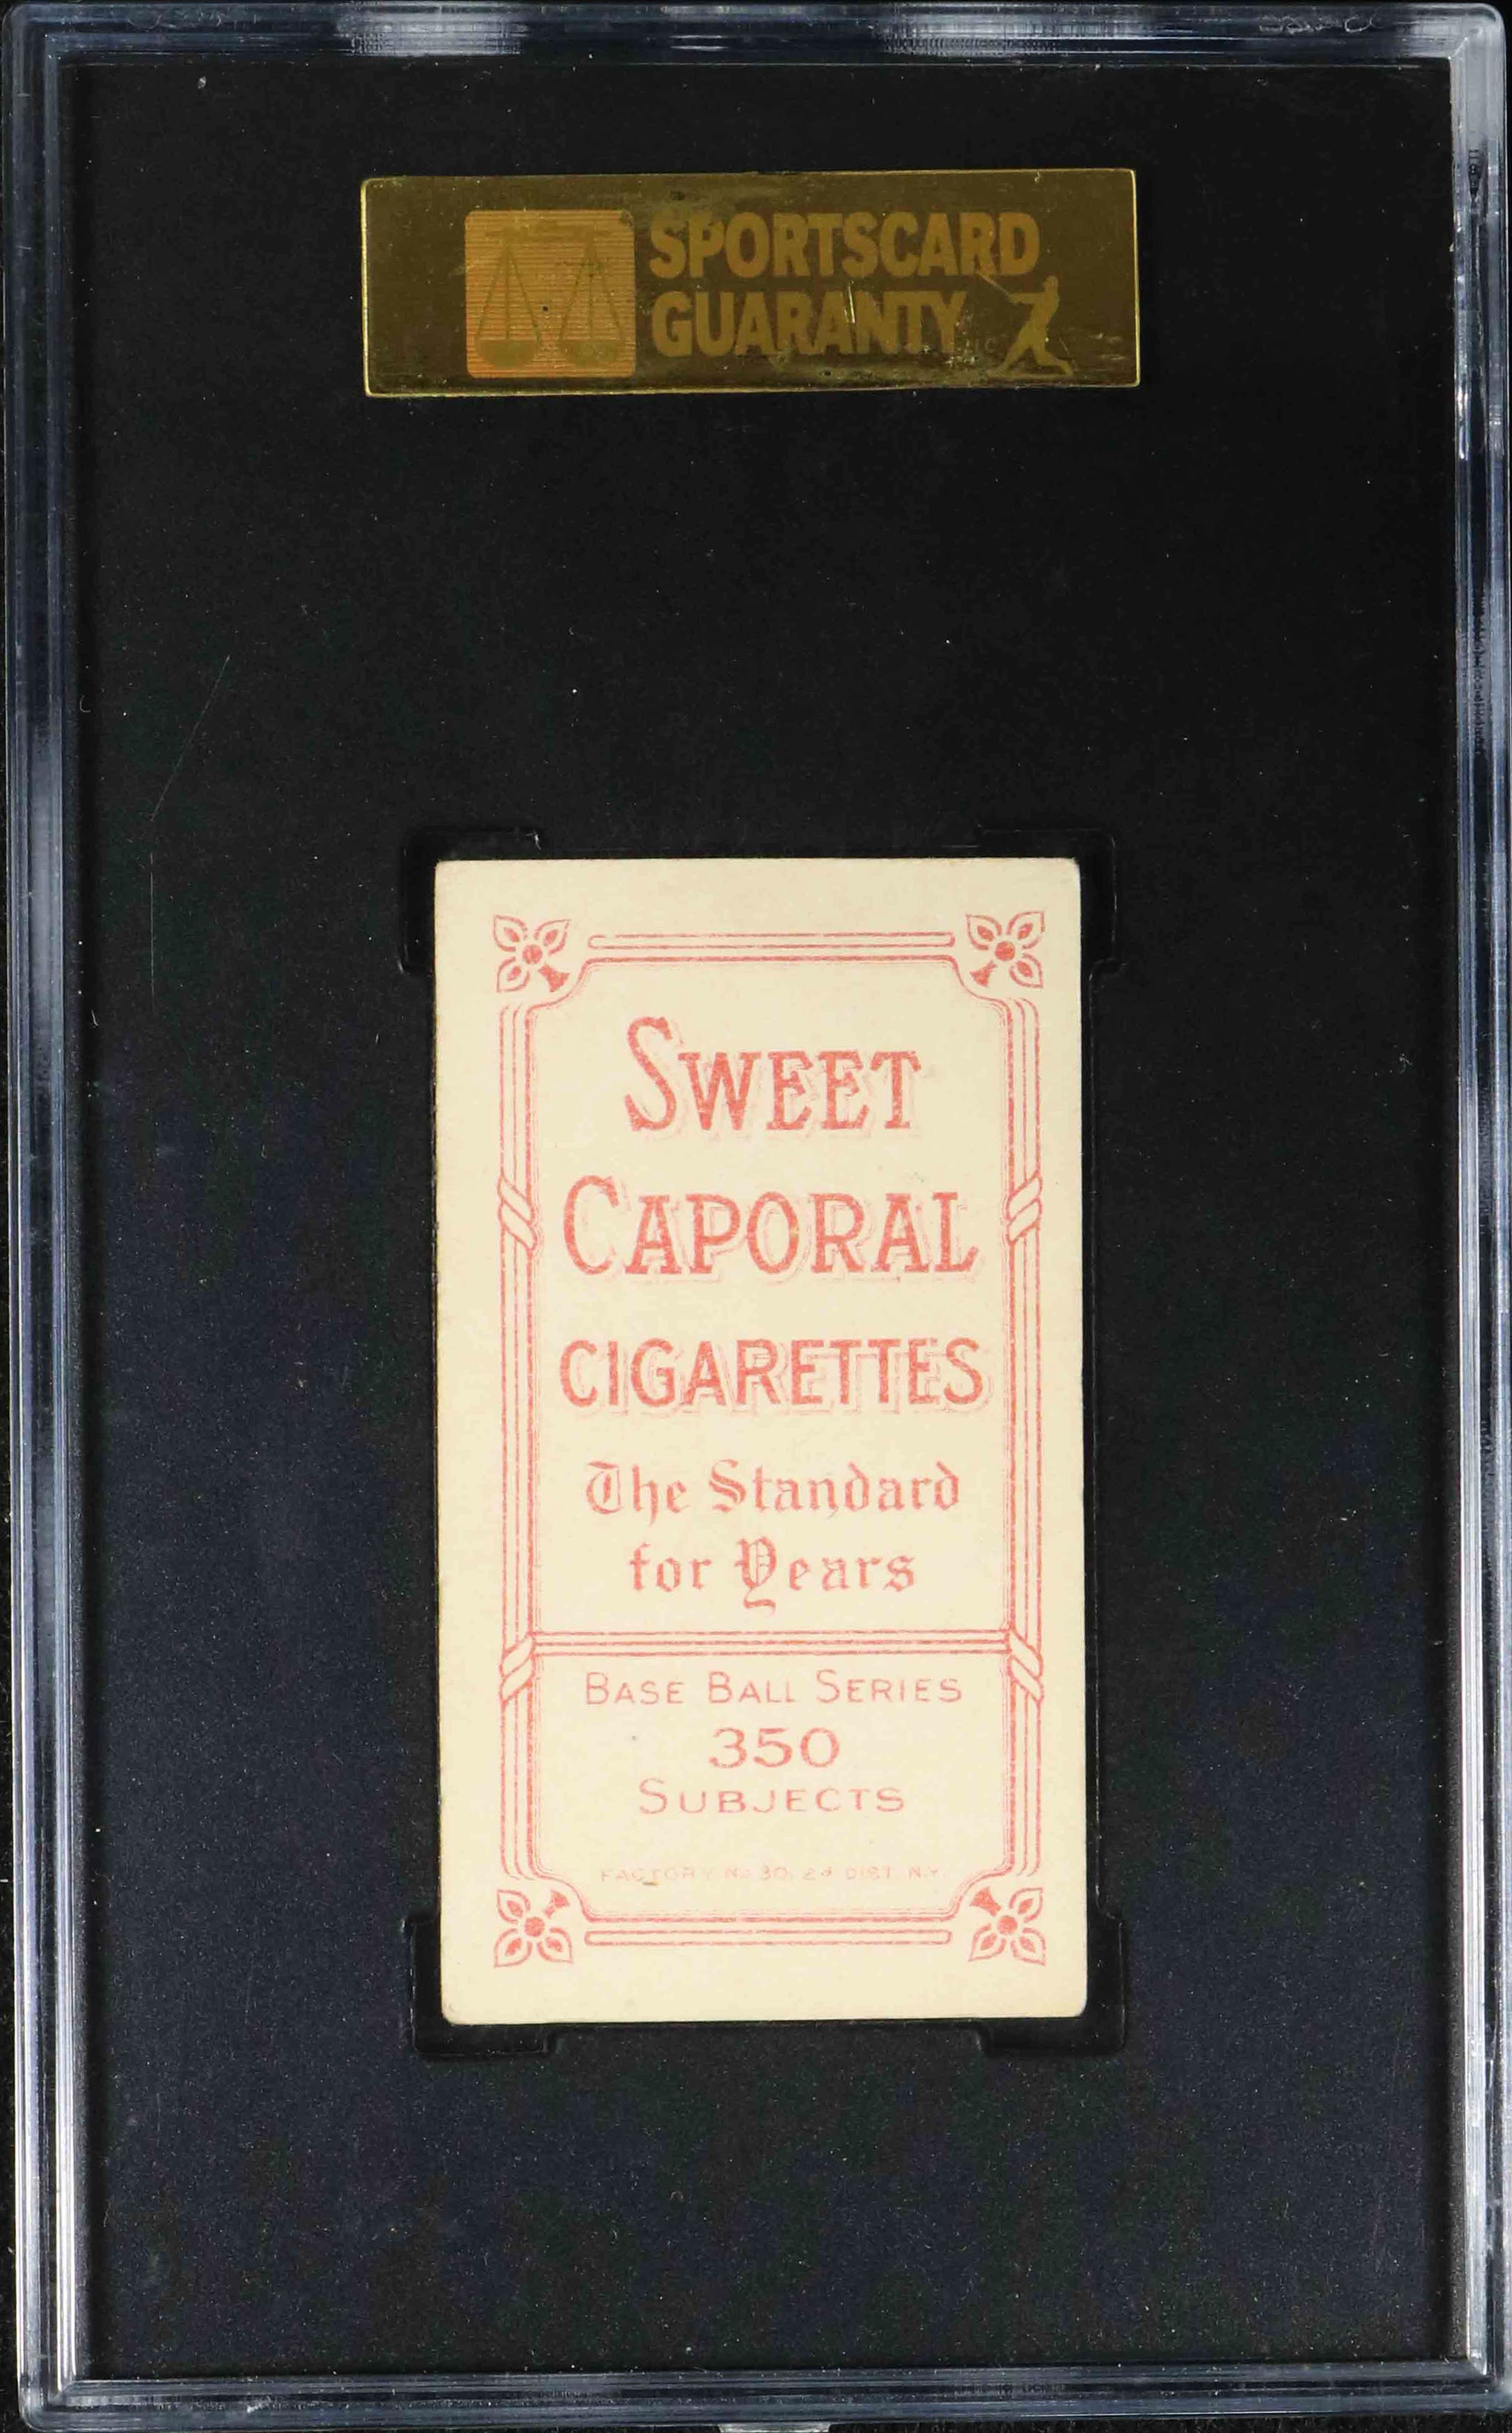 SPORTSCARD
GUARANTY
SWEET
CAPORAL
CIGARETTES
The Standard
for Years
BASE BALL SERIES
350
SUBJECTS
FACTORY No 30, 2d DIST. N.Y.